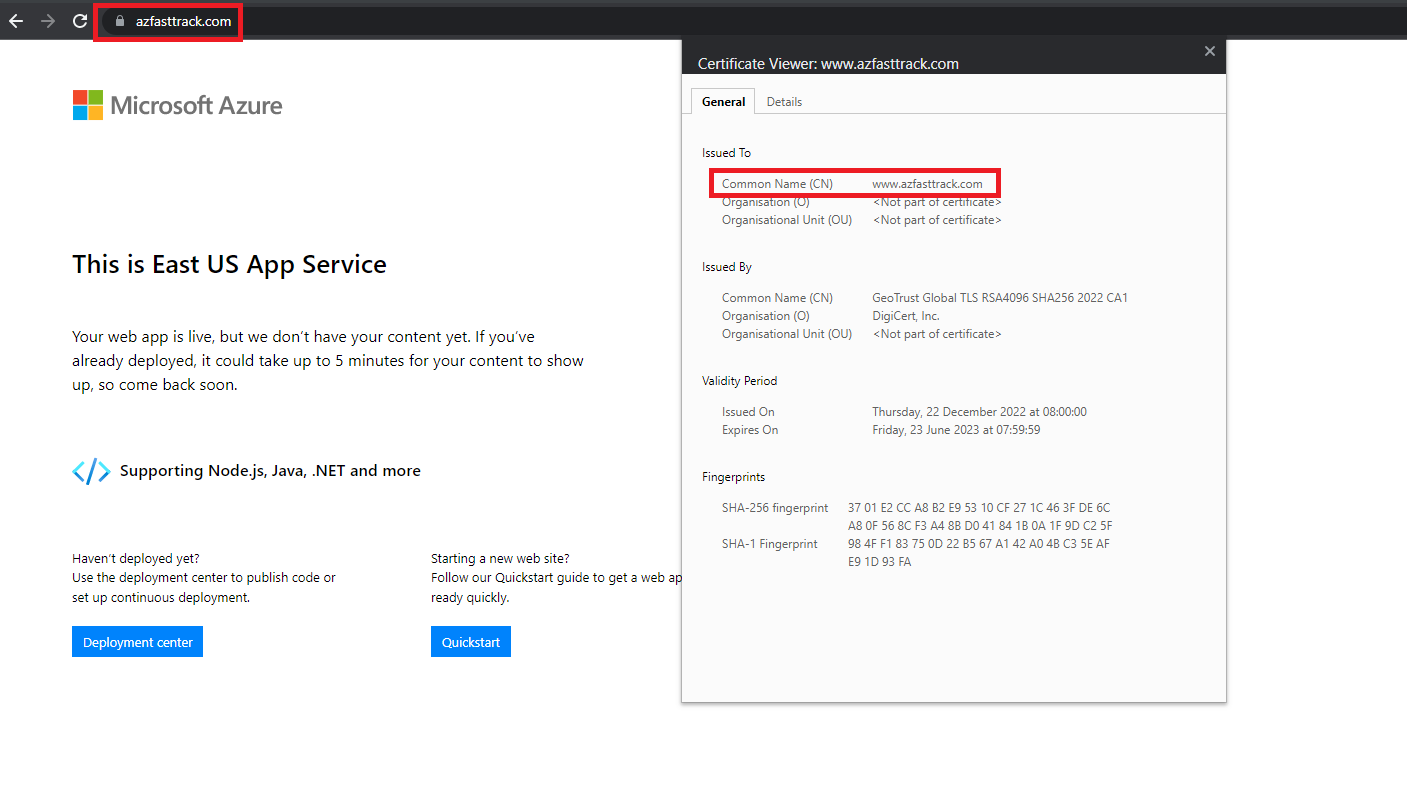 azfasttrack.com
Microsoft Azure
This is East US App Service
Your web app is live, but we don't have your content yet. If you've
already deployed, it could take up to 5 minutes for your content to show
up, so come back soon.
Supporting Node.js, Java, .NET and more
Haven't deployed yet?
Use the deployment center to publish code or
set up continuous deployment.
Deployment center
Starting a new web site?
Follow our Quickstart guide to get a web ap
ready quickly.
Quickstart
Certificate Viewer: www.azfasttrack.com
General Details
Issued To
Common Name (CN) www.azfasttrack.com
Organisation (O) <Not part of certificate>
Organisational Unit (OU) <Not part of certificate>
Issued By
Common Name (CN) GeoTrust Global TLS RSA4096 SHA256 2022 CA1
Organisation (O) DigiCert, Inc.
Organisational Unit (OU) <Not part of certificate>
Validity Period
Issued On Thursday, 22 December 2022 at 08:00:00
Expires On Friday, 23 June 2023 at 07:59:59
Fingerprints
SHA-256 fingerprint 37 01 E2 CC A8 B2 E9 53 10 CF 27 1C 46 3F DE 6C
A8 0F 56 8C F3 A4 8B D0 41 84 1B 0A 1F 9D C2 5F
SHA-1 Fingerprint 98 4F F1 83 75 0D 22 B5 67 A1 42 A0 4B C3 5E AF
E9 1D 93 FA